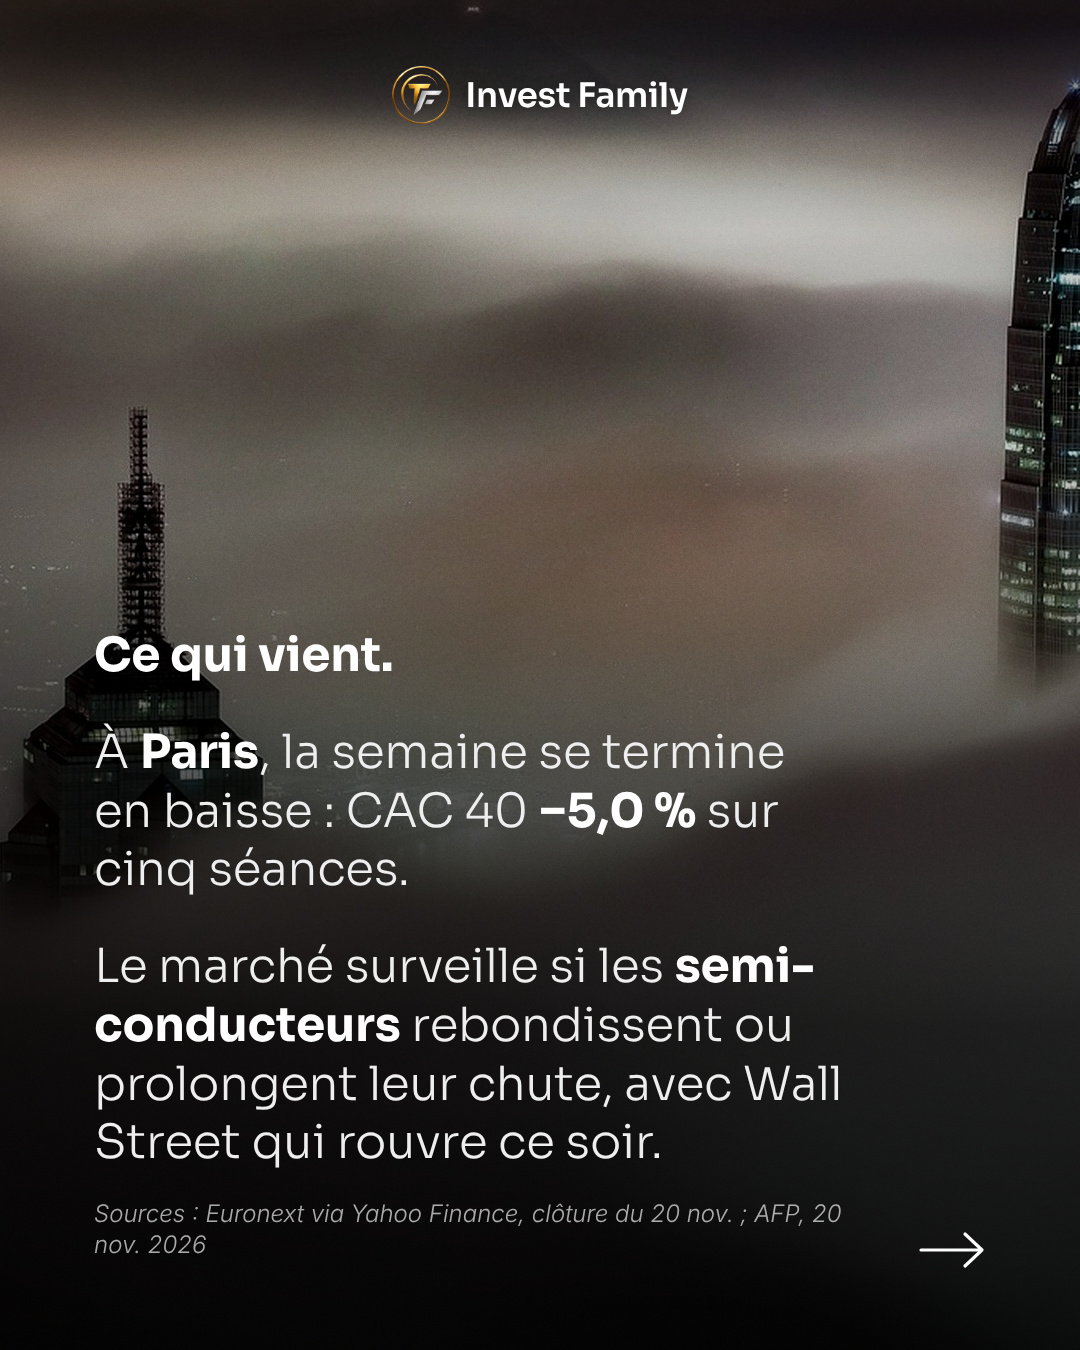 Invest Family
Ce qui vient.
À Paris, la semaine se termine
en baisse : CAC 40 −5,0 % sur
cinq séances.
Le marché surveille si les semi-
conducteurs rebondissent ou
prolongent leur chute, avec Wall
Street qui rouvre ce soir.
Sources : Euronext via Yahoo Finance, clôture du 20 nov. ; AFP, 20
nov. 2026